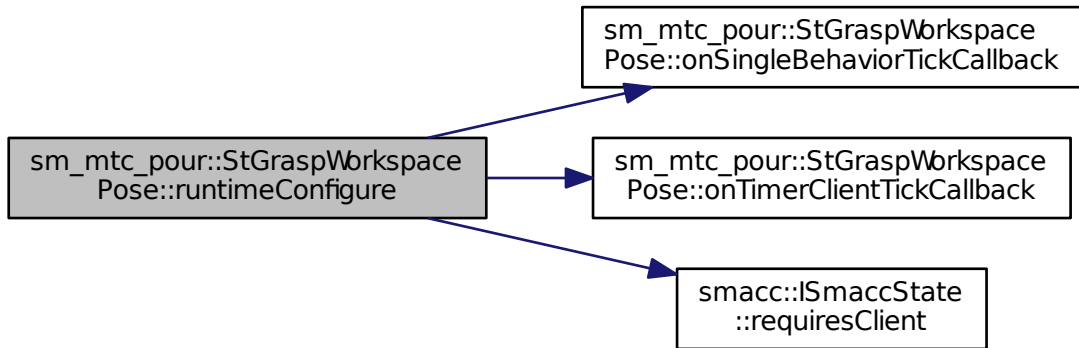 sm_mtc_pour::StGraspWorkspace
Pose::runtimeConfigure
sm_mtc_pour::StGraspWorkspace
Pose::onSingleBehaviorTickCallback
sm_mtc_pour::StGraspWorkspace
Pose::onTimerClientTickCallback
smacc::ISmaccState
::requiresClient